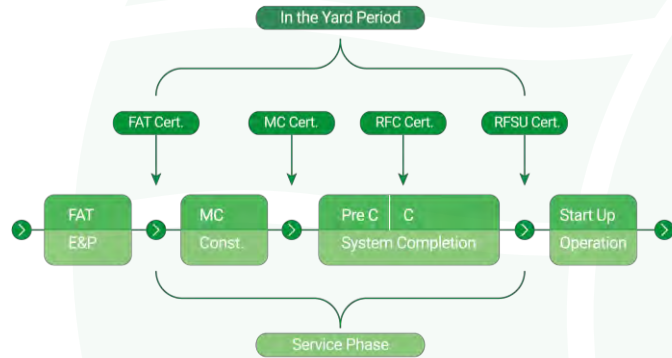 In the Yard Period
FAT Cert.
MC Cert.
RFC Cert.
RFSU Cert.
FAT
E&P
MC
Const.
Pre C
C
System Completion
Start Up
Operation
Service Phase